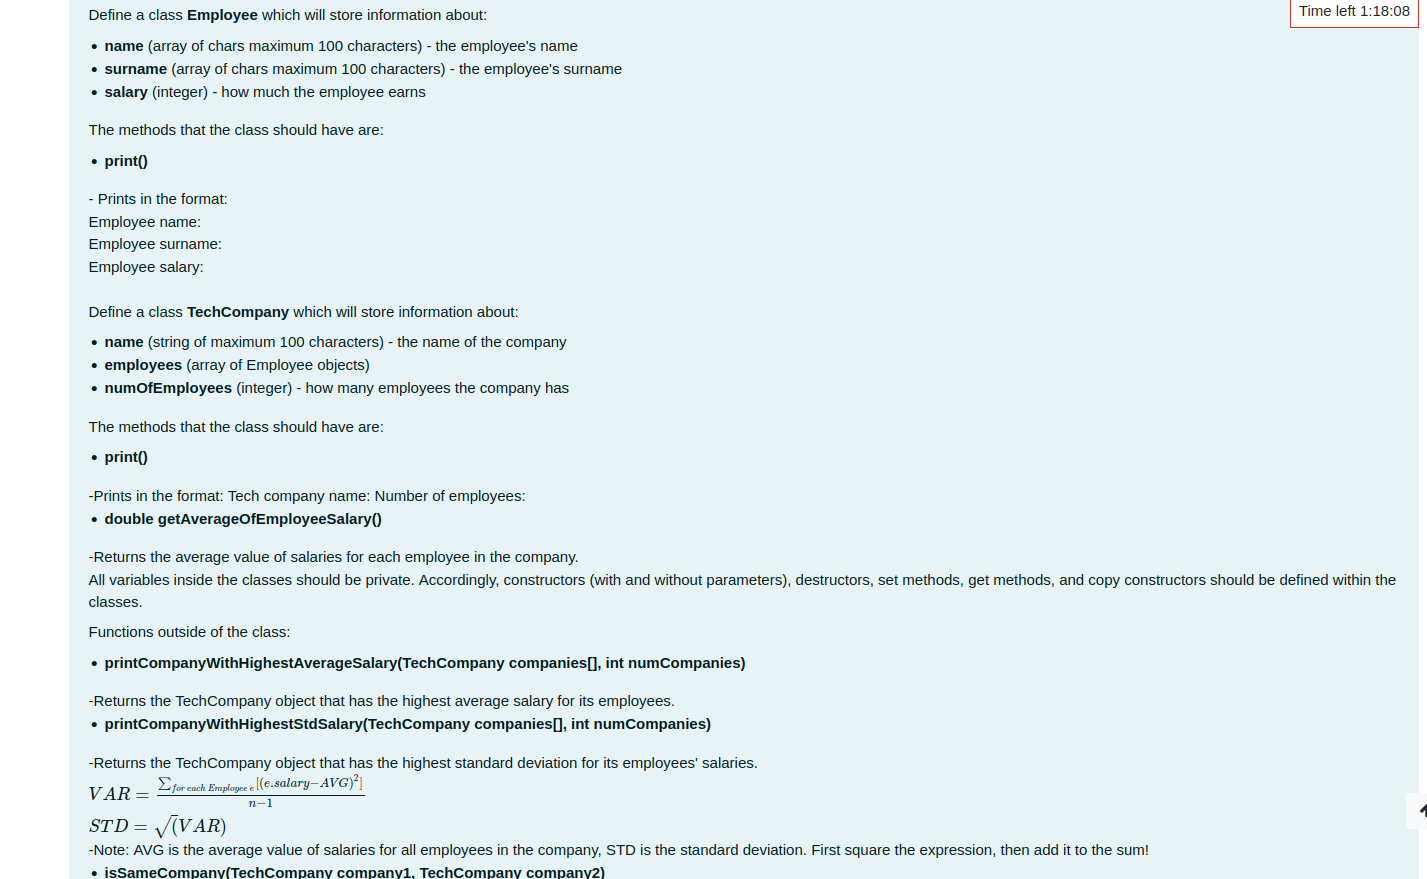 Define a class Employee which will store information about:
Time left 1:18:08
• name (array of chars maximum 100 characters) - the employee's name
• surname (array of chars maximum 100 characters) - the employee's surname
• salary (integer) - how much the employee earns
The methods that the class should have are:
• print()
- Prints in the format:
Employee name:
Employee surname:
Employee salary:
Define a class TechCompany which will store information about:
• name (string of maximum 100 characters) - the name of the company
• employees (array of Employee objects)
• numOfEmployees (integer) - how many employees the company has
The methods that the class should have are:
• print()
-Prints in the format: Tech company name: Number of employees:
• double getAverageOfEmployeeSalary()
-Returns the average value of salaries for each employee in the company.
All variables inside the classes should be private. Accordingly, constructors (with and without parameters), destructors, set methods, get methods, and copy constructors should be defined within the
classes.
Functions outside of the class:
• printCompanyWithHighestAverageSalary(TechCompany companies[], int numCompanies)
-Returns the TechCompany object that has the highest average salary for its employees.
• printCompanyWithHighestStdSalary(TechCompany companies[], int numCompanies)
-Returns the TechCompany object that has the highest standard deviation for its employees' salaries.
VAR = ∑for each Employee e[(e.salary−AVG)²] / n−1
STD = √(VAR)
-Note: AVG is the average value of salaries for all employees in the company, STD is the standard deviation. First square the expression, then add it to the sum!
• isSameCompany(TechCompany company1, TechCompany company2)